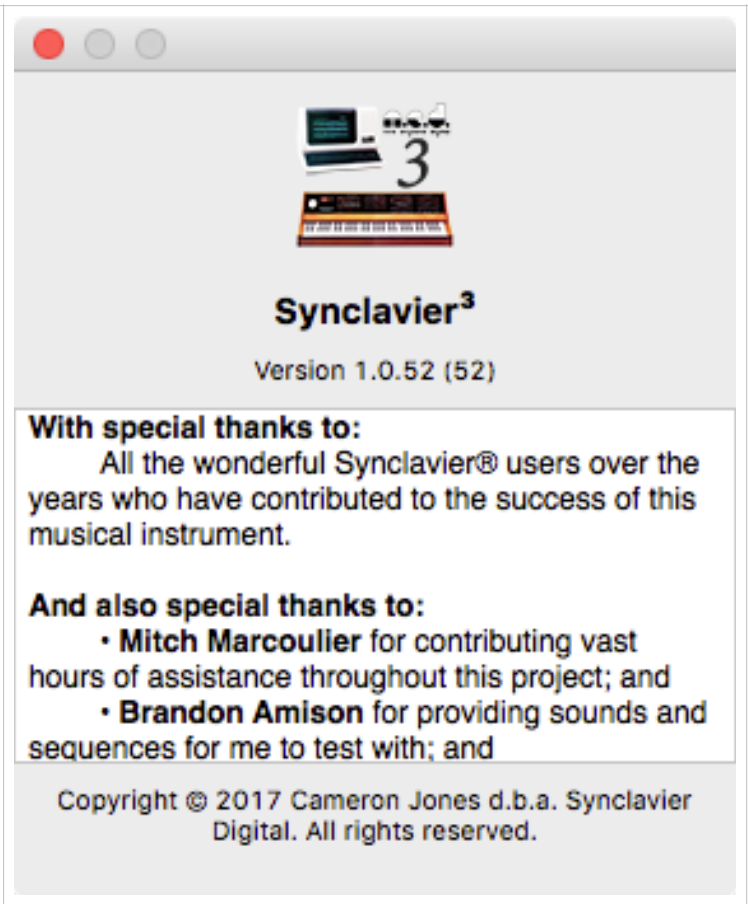 3
Synclavier³
Version 1.0.52 (52)
With special thanks to:
All the wonderful Synclavier® users over the
years who have contributed to the success of this
musical instrument.
And also special thanks to:
• Mitch Marcoulier for contributing vast
hours of assistance throughout this project; and
• Brandon Amison for providing sounds and
sequences for me to test with; and
Copyright © 2017 Cameron Jones d.b.a. Synclavier
Digital. All rights reserved.